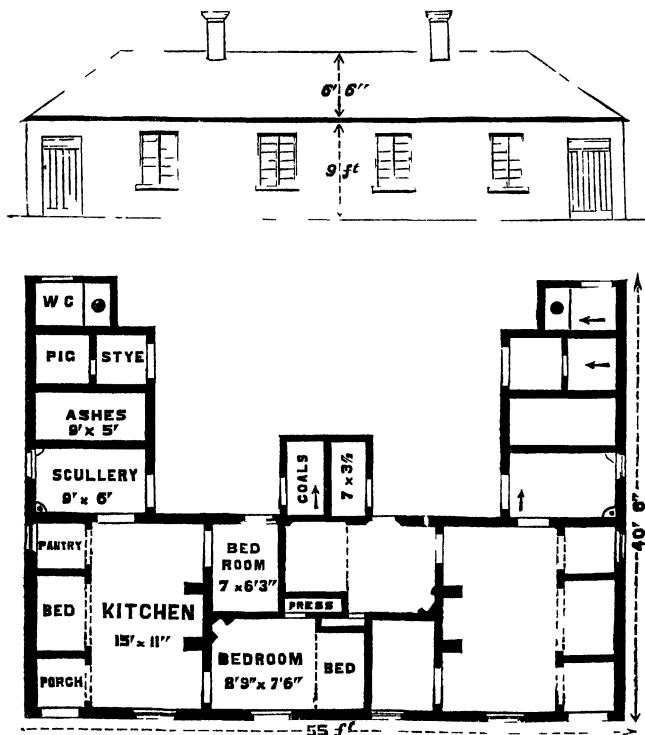 6' 6"
9 ft
WC
PIG STYE
ASHES
9' x 5'
SCULLERY
9' x 6'
COALS
7 x 3½
PANTRY
BED
ROOM
7 x 6'3"
BED
KITCHEN
15' x 11"
PRESS
BEDROOM
8'9" x 7'6"
BED
PORCH
40' 6"
55 ft